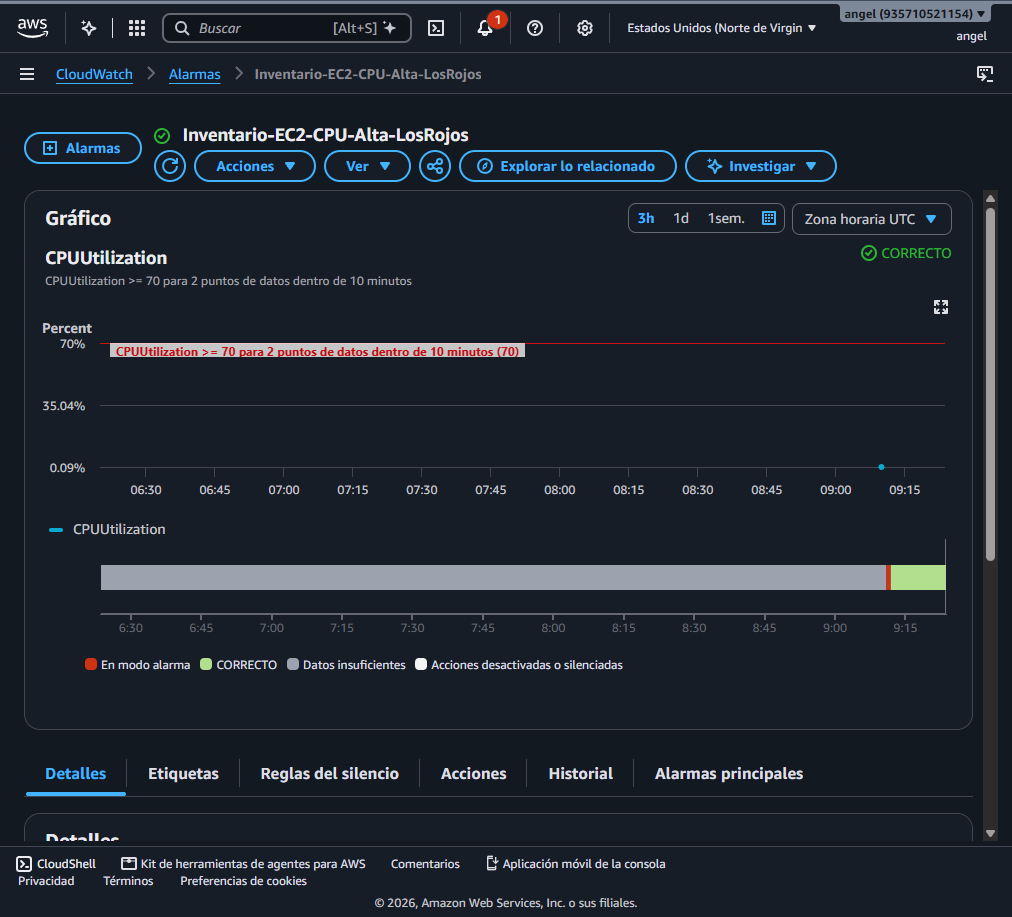 aws
Buscar [Alt+S]
1
Estados Unidos (Norte de Virgin
angel (935710521154)
angel
CloudWatch Alarmas Inventario-EC2-CPU-Alta-LosRojos
Alarmas
Inventario-EC2-CPU-Alta-LosRojos
Acciones Ver Explorar lo relacionado Investigar
Gráfico
3h 1d 1sem. Zona horaria UTC
CPUUtilization
CORRECTO
CPUUtilization >= 70 para 2 puntos de datos dentro de 10 minutos
Percent
70%
CPUUtilization >= 70 para 2 puntos de datos dentro de 10 minutos (70)
35.04%
0.09%
06:30 06:45 07:00 07:15 07:30 07:45 08:00 08:15 08:30 08:45 09:00 09:15
CPUUtilization
6:30 6:45 7:00 7:15 7:30 7:45 8:00 8:15 8:30 8:45 9:00 9:15
En modo alarma CORRECTO Datos insuficientes Acciones desactivadas o silenciadas
Detalles Etiquetas Reglas del silencio Acciones Historial Alarmas principales
Detalles
CloudShell Kit de herramientas de agentes para AWS Comentarios Aplicación móvil de la consola
Privacidad Términos Preferencias de cookies
© 2026, Amazon Web Services, Inc. o sus filiales.